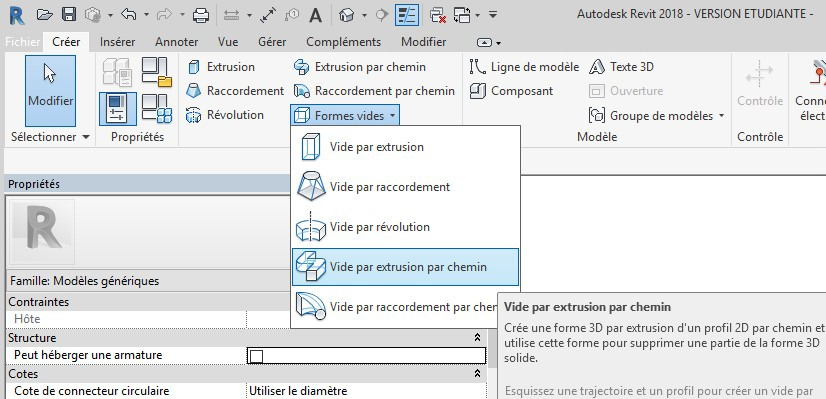 Autodesk Revit 2018 - VERSION ETUDIANTE -
Fichier Créer Insérer Annoter Vue Gérer Compléments Modifier
Modifier
Extrusion
Raccordement
Révolution
Extrusion par chemin
Raccordement par chemin
Formes vides
Ligne de modèle
Composant
Texte 3D
Ouverture
Groupe de modèles
Contrôle
Sélectionner
Propriétés
Modèle
Contrôle
Vide par extrusion
Vide par raccordement
Vide par révolution
Vide par extrusion par chemin
Vide par raccordement par
Propriétés
R
Famille: Modèles génériques
Contraintes
Hôte
Structure
Peut héberger une armature
Cotes
Cote de connecteur circulaire Utiliser le diamètre
Vide par extrusion par chemin
Crée une forme 3D par extrusion d'un profil 2D par chemin et
utilise cette forme pour supprimer une partie de la forme 3D
solide.
Esquissez une trajectoire et un profil pour créer un vide par